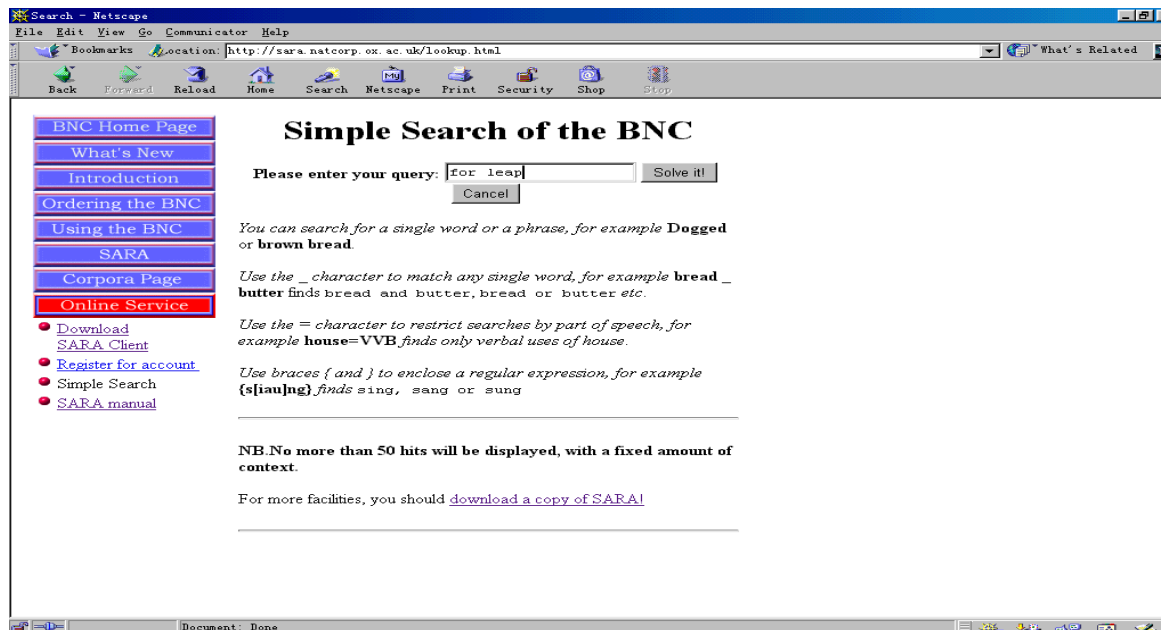 Search - Netscape
File Edit View Go Communicator Help
Bookmarks Location: http://sara.natcorp.ox.ac.uk/lookup.html What's Related
Back Forward Reload Home Search Netscape Print Security Shop Stop
BNC Home Page
What's New
Introduction
Ordering the BNC
Using the BNC
SARA
Corpora Page
Online Service
Download
SARA Client
Register for account
Simple Search
SARA manual
Simple Search of the BNC
Please enter your query: for leap Solve it!
Cancel
You can search for a single word or a phrase, for example Dogged
or brown bread.
Use the _ character to match any single word, for example bread _
butter finds bread and butter, bread or butter etc.
Use the = character to restrict searches by part of speech, for
example house=VVB finds only verbal uses of house.
Use braces { and } to enclose a regular expression, for example
{s[iau]ng} finds sing, sang or sung
NB.No more than 50 hits will be displayed, with a fixed amount of
context.
For more facilities, you should download a copy of SARA!
Document: Done